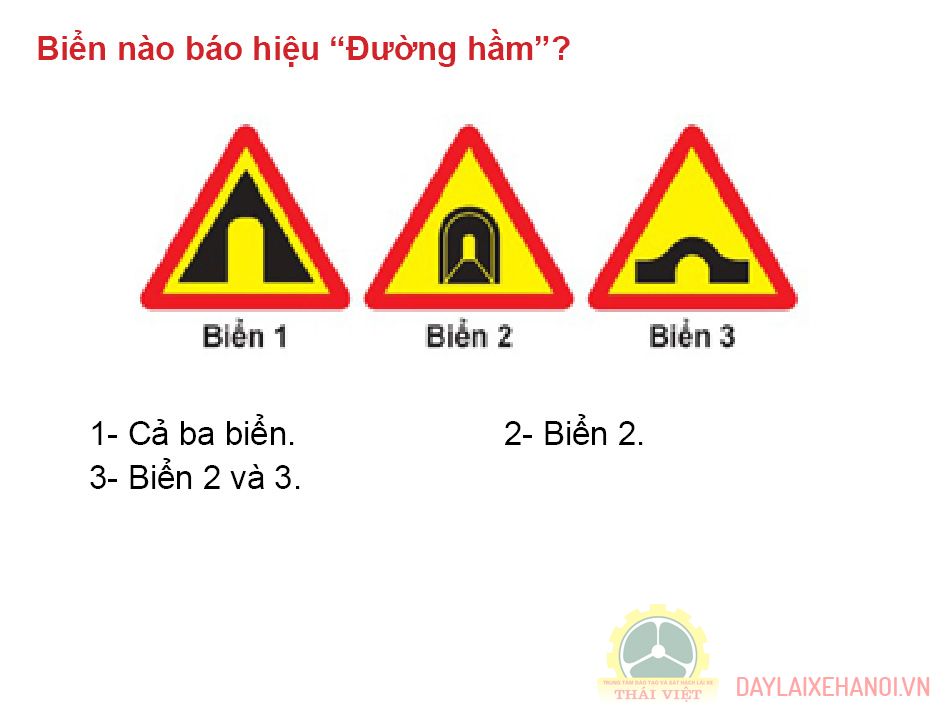 Biển nào báo hiệu “Đường hầm”?
Biển 1 Biển 2 Biển 3
1- Cả ba biển. 2- Biển 2.
3- Biển 2 và 3.
TRUNG TÂM ĐÀO TẠO VÀ SÁT HẠCH LÁI XE
THÁI VIỆT
DAYLAIXEHANOI.VN